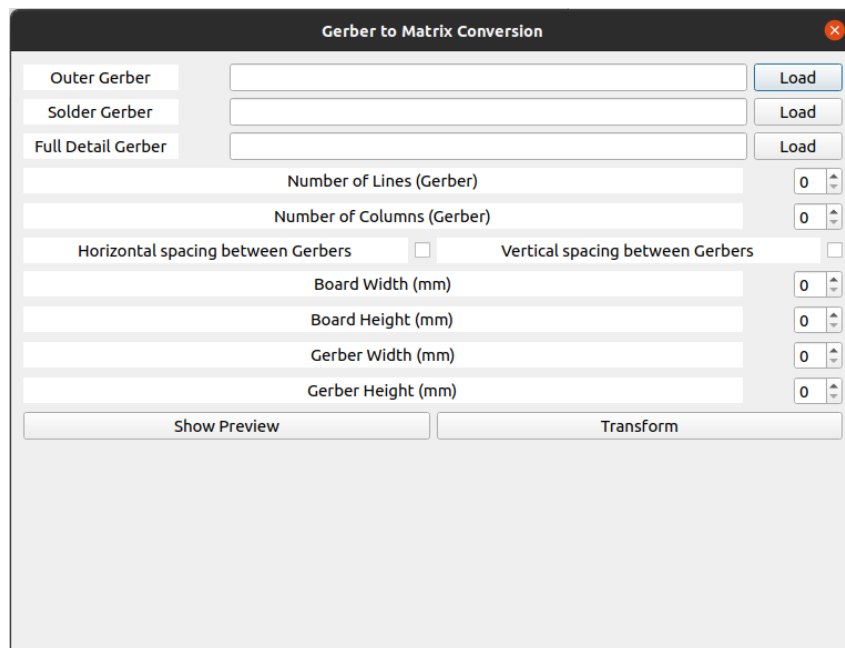 Gerber to Matrix Conversion
Outer Gerber Load
Solder Gerber Load
Full Detail Gerber Load
Number of Lines (Gerber) 0
Number of Columns (Gerber) 0
Horizontal spacing between Gerbers Vertical spacing between Gerbers
Board Width (mm) 0
Board Height (mm) 0
Gerber Width (mm) 0
Gerber Height (mm) 0
Show Preview Transform